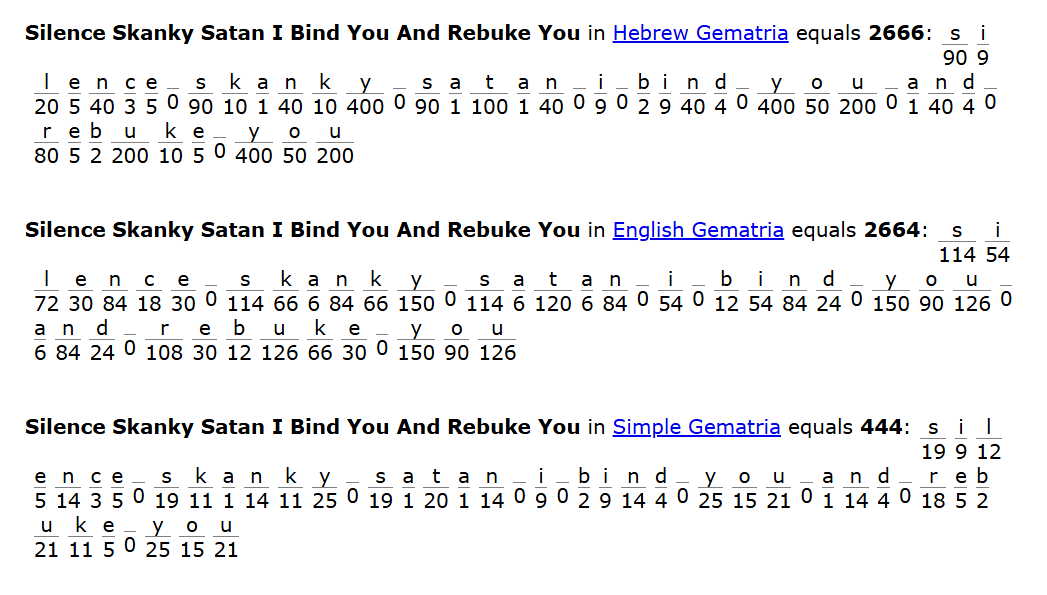 Silence Skanky Satan I Bind You And Rebuke You in Hebrew Gematria equals 2666: s i
90 9
l e n c e _ s k a n k y _ s a t a n _ i _ b i n d _ y o u _ a n d _
20 5 40 3 5 0 90 10 1 40 10 400 0 90 1 100 1 40 0 9 0 2 9 40 4 0 400 50 200 0 1 40 4 0
r e b u k e _ y o u
80 5 2 200 10 5 0 400 50 200
Silence Skanky Satan I Bind You And Rebuke You in English Gematria equals 2664: s i
114 54
l e n c e _ s k a n k y _ s a t a n _ i _ b i n d _ y o u _
72 30 84 18 30 0 114 66 6 84 66 150 0 114 6 120 6 84 0 54 0 12 54 84 24 0 150 90 126 0
a n d _ r e b u k e _ y o u
6 84 24 0 108 30 12 126 66 30 0 150 90 126
Silence Skanky Satan I Bind You And Rebuke You in Simple Gematria equals 444: s i l
19 9 12
e n c e _ s k a n k y _ s a t a n _ i _ b i n d _ y o u _ a n d _ r e b
5 14 3 5 0 19 11 1 14 11 25 0 19 1 20 1 14 0 9 0 2 9 14 4 0 25 15 21 0 1 14 4 0 18 5 2
u k e _ y o u
21 11 5 0 25 15 21